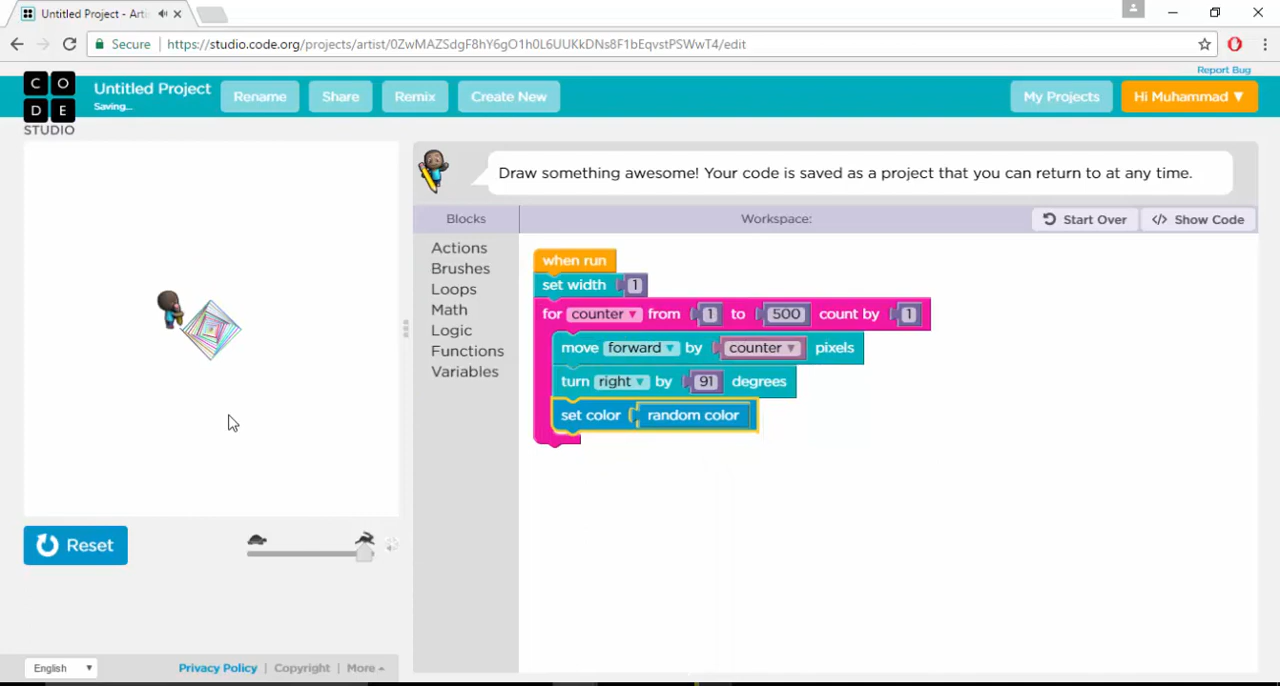 Untitled Project - Arti
Secure https://studio.code.org/projects/artist/0ZwMAZSdgF8hY6gO1h0L6UUKkDNs8F1bEqvstPSWwT4/edit
Report Bug
C O
D E
STUDIO
Untitled Project
Saving...
Rename
Share
Remix
Create New
My Projects
Hi Muhammad ▼
Draw something awesome! Your code is saved as a project that you can return to at any time.
Blocks
Workspace:
Start Over
</> Show Code
Actions
Brushes
Loops
Math
Logic
Functions
Variables
when run
set width 1
for counter from 1 to 500 count by 1
move forward by counter pixels
turn right by 91 degrees
set color random color
Reset
English
Privacy Policy | Copyright | More